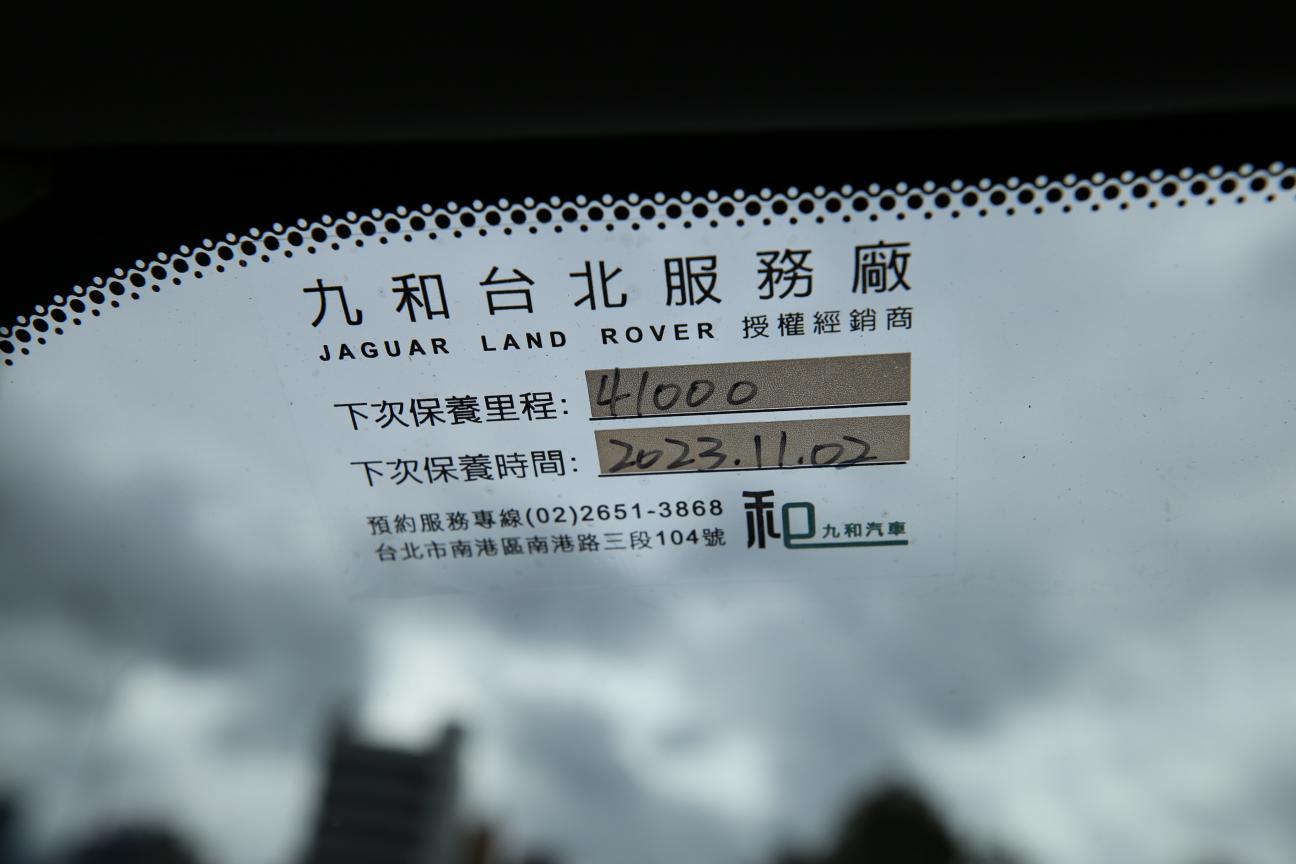 九和台北服務廠
JAGUAR LAND ROVER 授權經銷商
下次保養里程: 41000
下次保養時間: 2023.11.02
預約服務專線(02)2651-3868
台北市南港區南港路三段104號
和 九和汽車